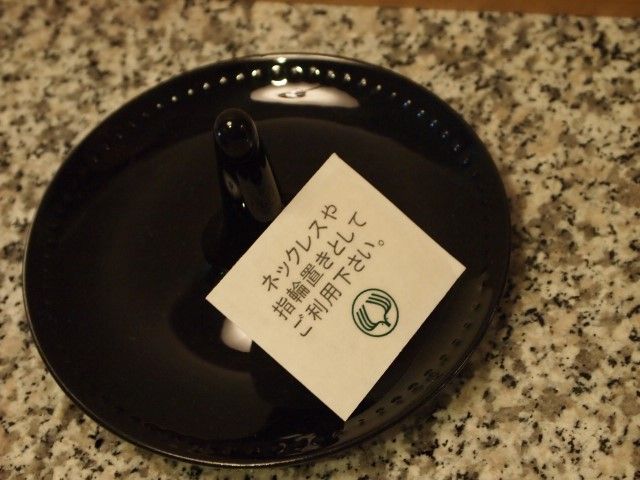 ネックレスや
指輪置きとして
ご利用下さい。